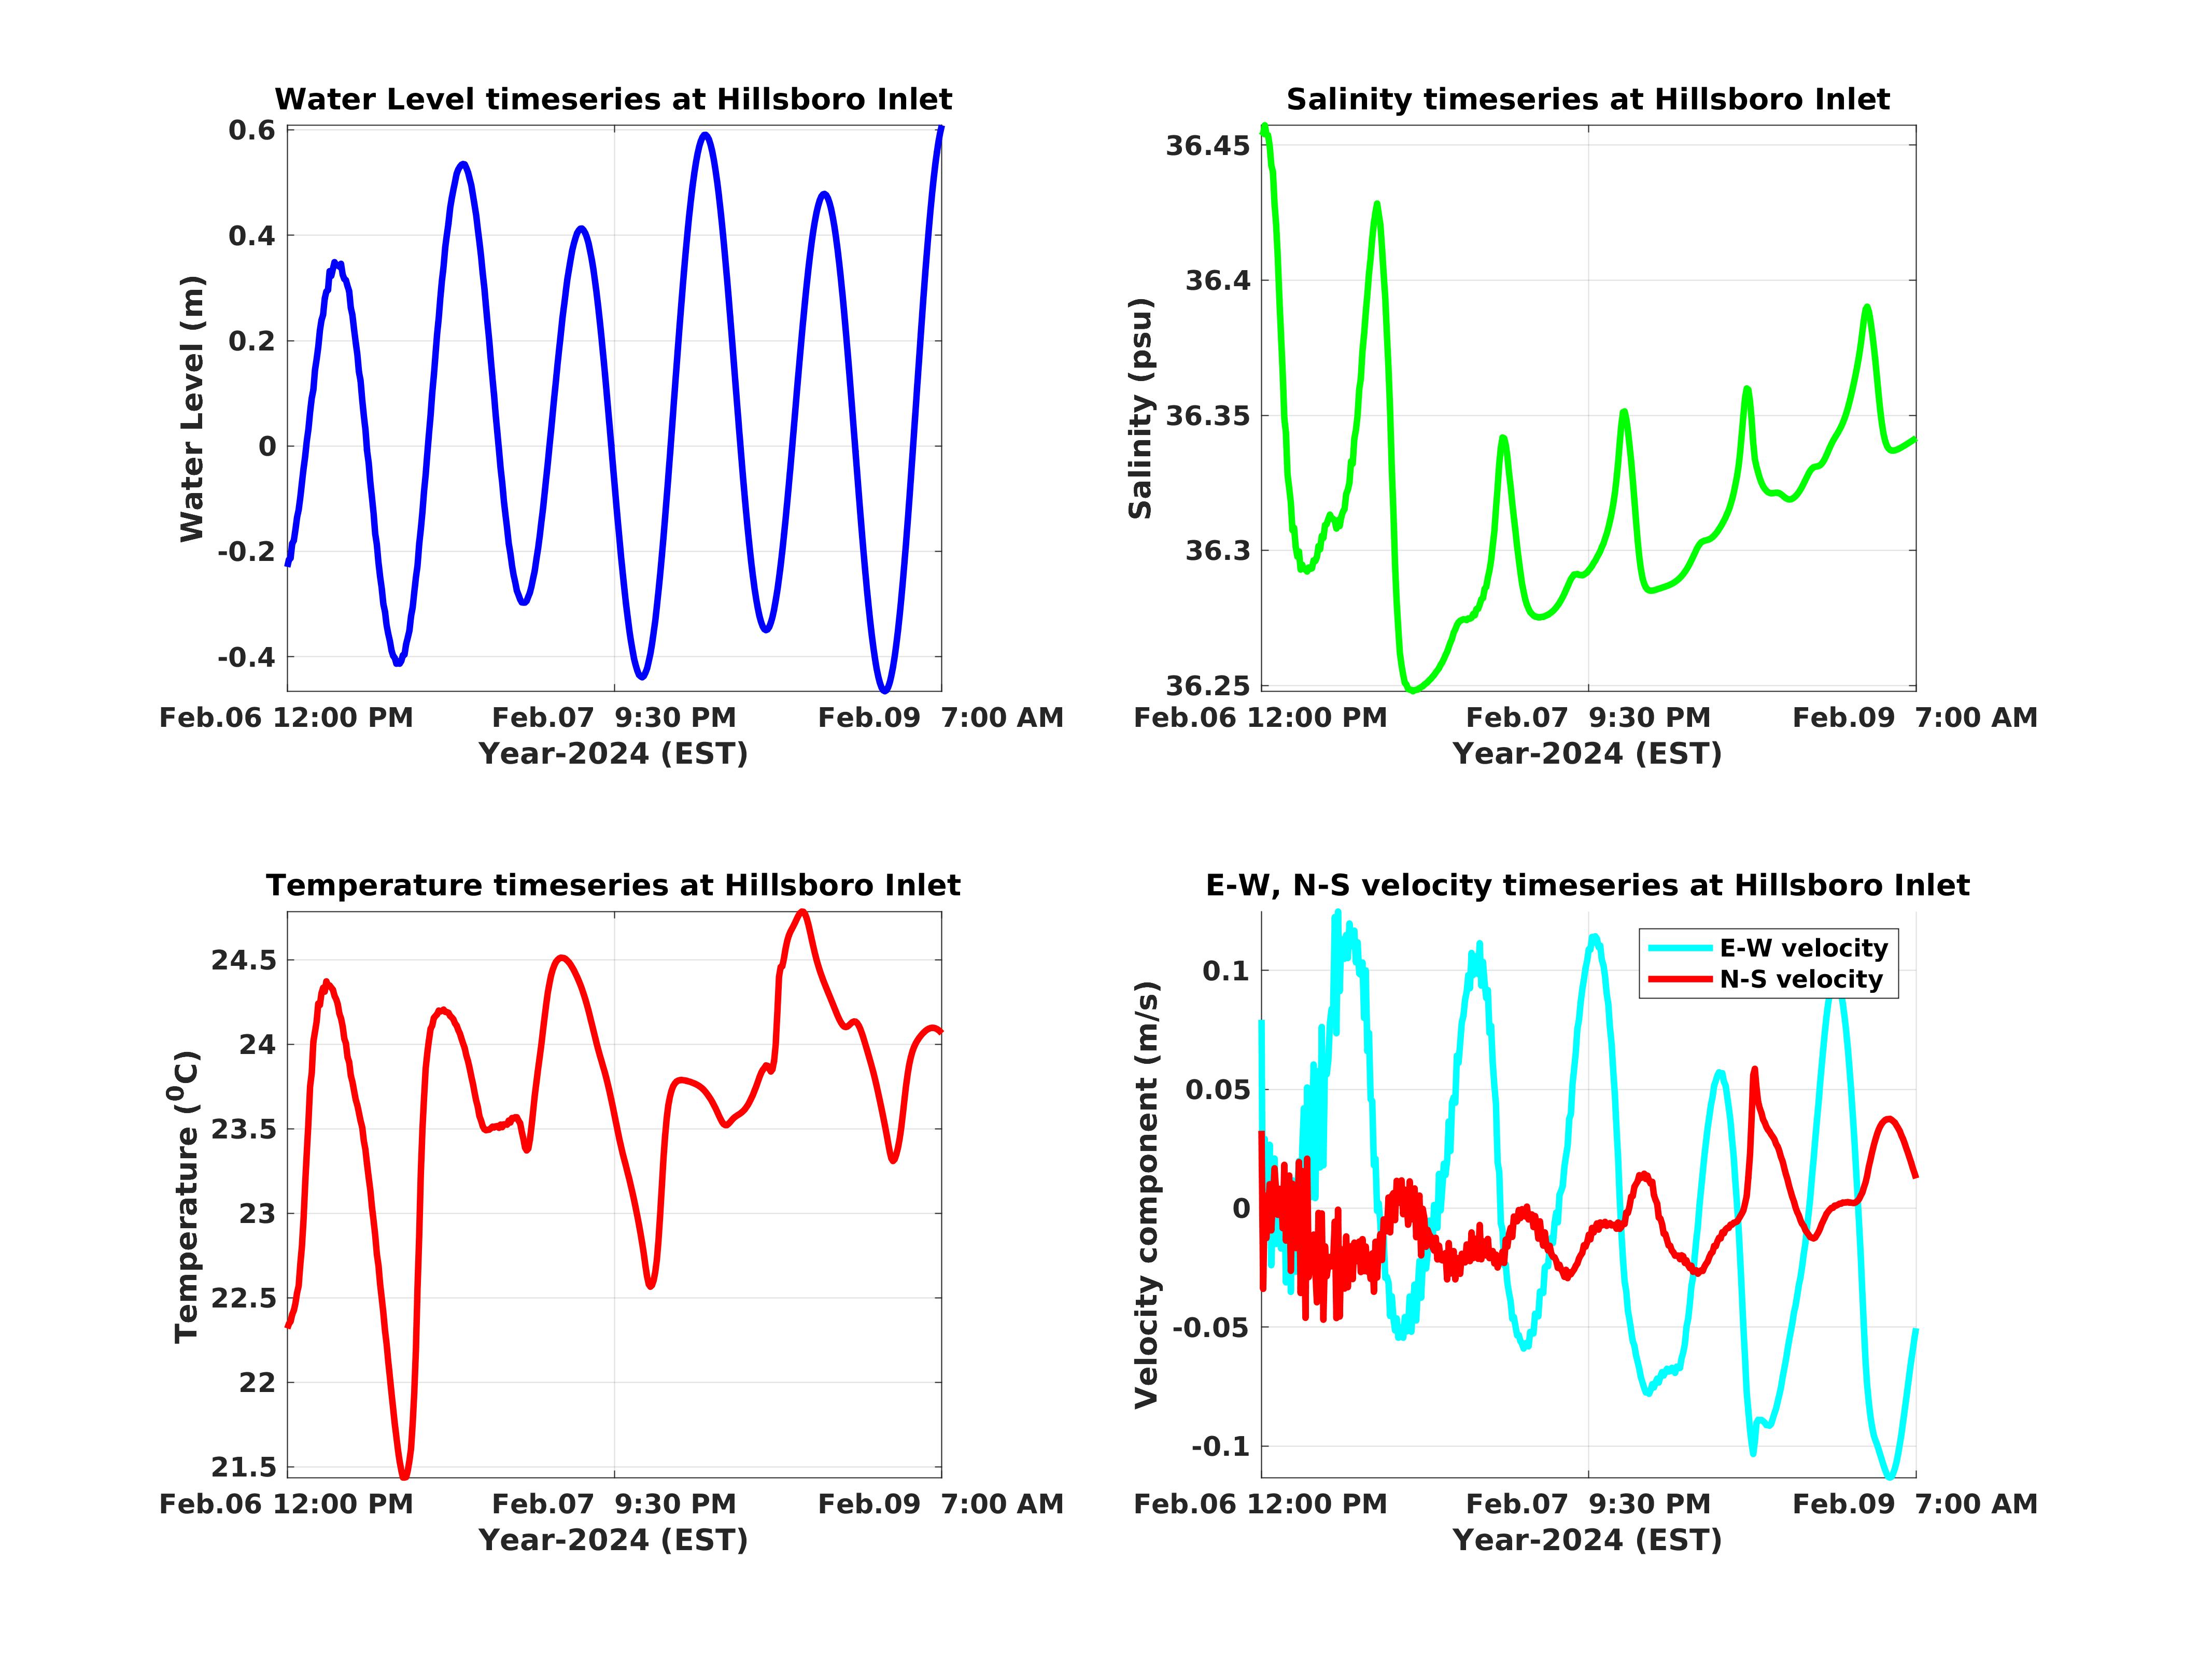 Water Level timeseries at Hillsboro Inlet
Water Level (m)
0.6
0.4
0.2
0
-0.2
-0.4
Feb.06 12:00 PM
Feb.07 9:30 PM
Feb.09 7:00 AM
Year-2024 (EST)
Salinity timeseries at Hillsboro Inlet
Salinity (psu)
36.45
36.4
36.35
36.3
36.25
Feb.06 12:00 PM
Feb.07 9:30 PM
Feb.09 7:00 AM
Year-2024 (EST)
Temperature timeseries at Hillsboro Inlet
Temperature (⁰C)
24.5
24
23.5
23
22.5
22
21.5
Feb.06 12:00 PM
Feb.07 9:30 PM
Feb.09 7:00 AM
Year-2024 (EST)
E-W, N-S velocity timeseries at Hillsboro Inlet
Velocity component (m/s)
0.1
0.05
0
-0.05
-0.1
E-W velocity
N-S velocity
Feb.06 12:00 PM
Feb.07 9:30 PM
Feb.09 7:00 AM
Year-2024 (EST)